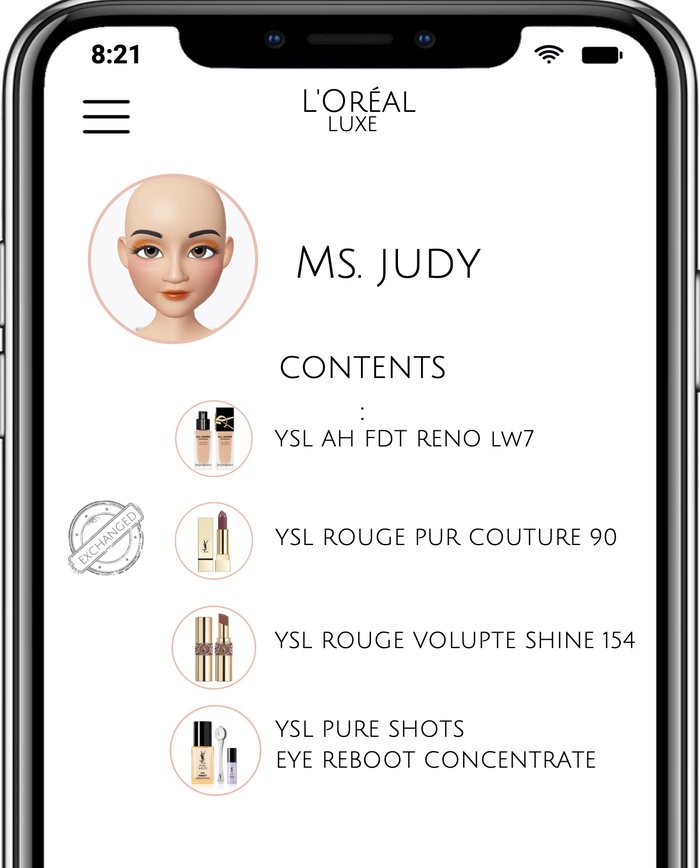 8:21
L'ORÉAL
LUXE
Ms. JUDY
CONTENTS
:
YSL AH FDT RENO LW7
EXCHANGED
YSL ROUGE PUR COUTURE 90
YSL ROUGE VOLUPTE SHINE 154
YSL PURE SHOTS
EYE REBOOT CONCENTRATE